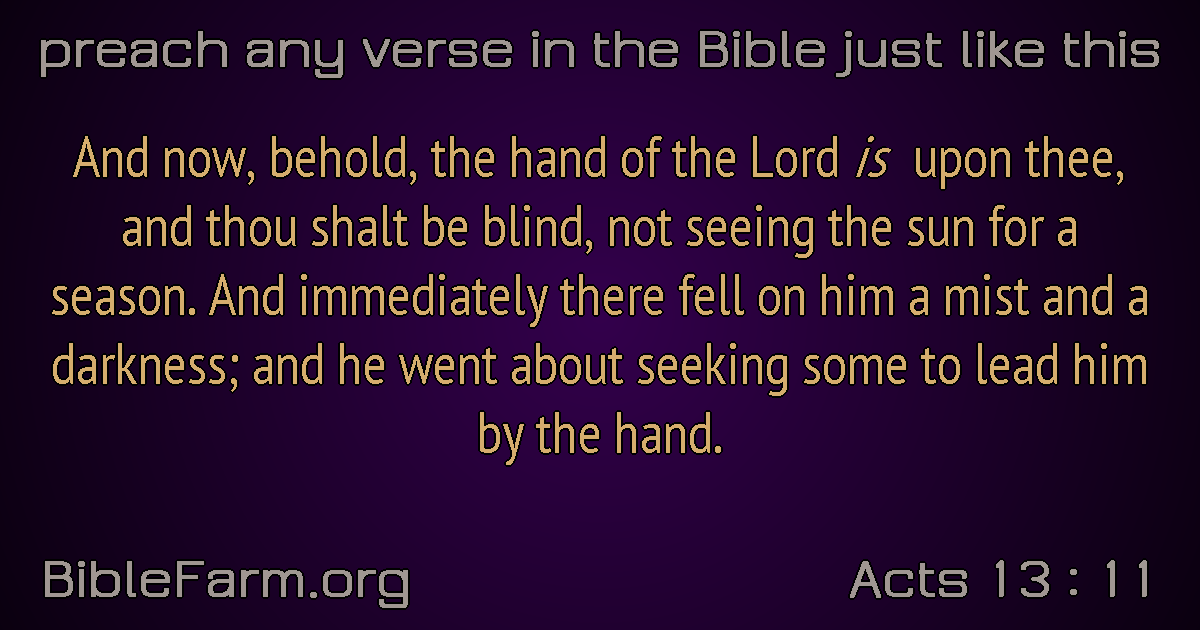 preach any verse in the Bible just like this
And now, behold, the hand of the Lord is upon thee,
and thou shalt be blind, not seeing the sun for a
season. And immediately there fell on him a mist and a
darkness; and he went about seeking some to lead him
by the hand.
BibleFarm.org
Acts 13 : 11